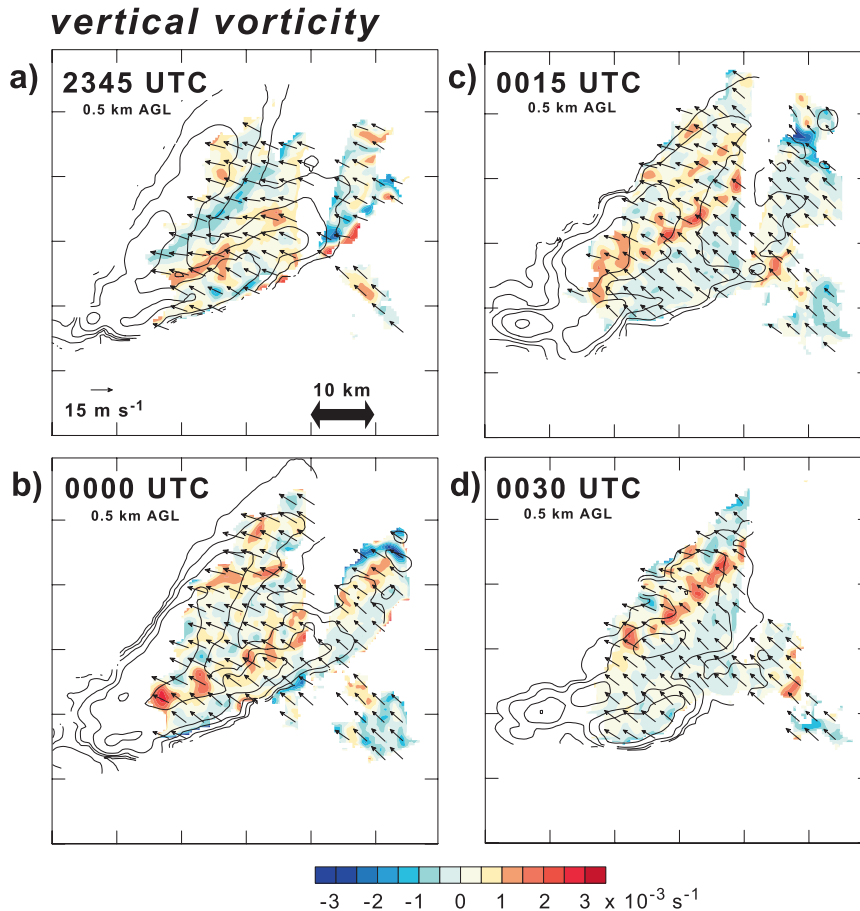 vertical vorticity
a) 2345 UTC
0.5 km AGL
15 m s⁻¹
10 km
c) 0015 UTC
0.5 km AGL
b) 0000 UTC
0.5 km AGL
d) 0030 UTC
0.5 km AGL
-3 -2 -1 0 1 2 3 x 10⁻³ s⁻¹